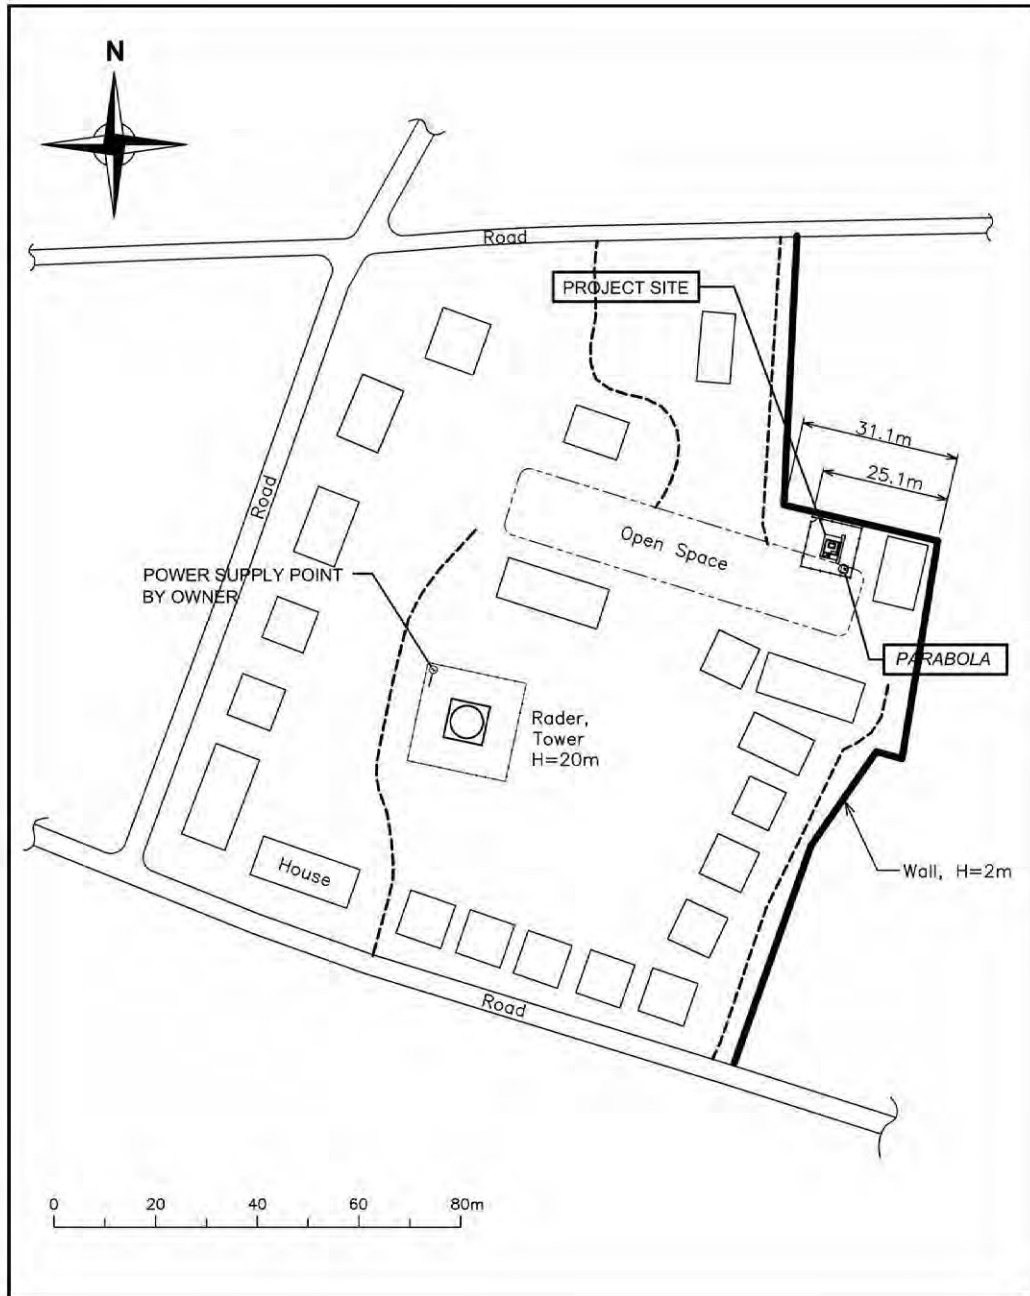 N
Road
PROJECT SITE
31.1m
25.1m
Road
Open Space
POWER SUPPLY POINT
BY OWNER
PARABOLA
Rader,
Tower
H=20m
House
Wall, H=2m
Road
0 20 40 60 80m